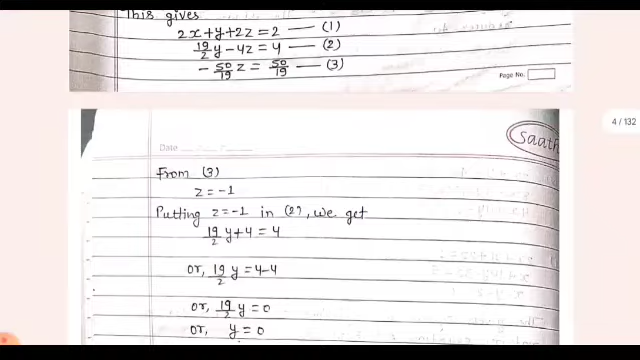 This gives
2x+y+2z=2 — (1)
19/2 y-4z=4 — (2)
-50/19 z = 50/19 — (3)
Page No.
4 / 132
Date
Saath
From (3)
z=-1
Putting z=-1 in (2), we get
19/2 y+4=4
or, 19/2 y=4-4
or, 19/2 y=0
or, y=0